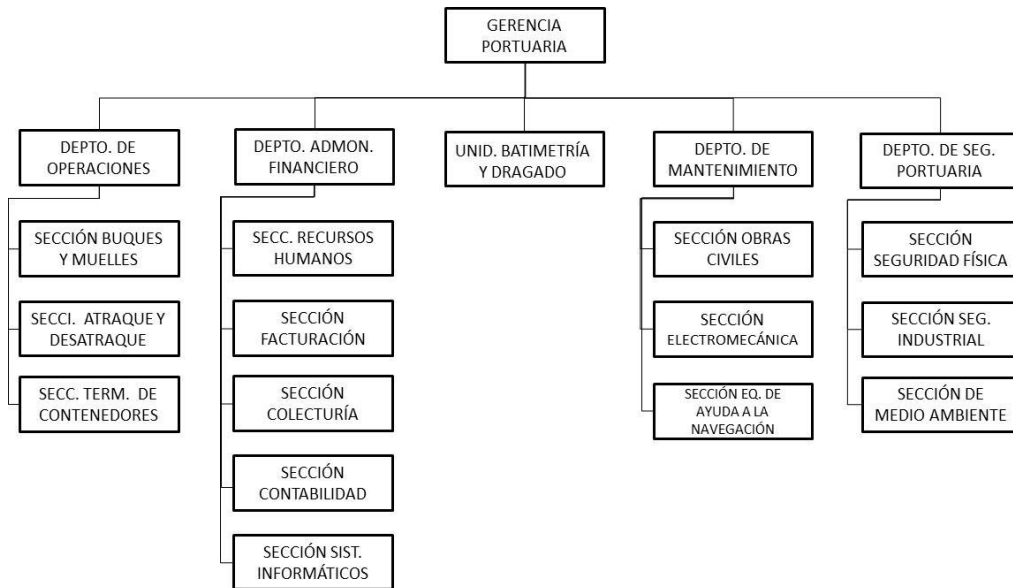 GERENCIA
PORTUARIA
DEPTO. DE
OPERACIONES
DEPTO. ADMON.
FINANCIERO
UNID. BATIMETRÍA
Y DRAGADO
DEPTO. DE
MANTENIMIENTO
DEPTO. DE SEG.
PORTUARIA
SECCIÓN BUQUES
Y MUELLES
SECCI. ATRAQUE Y
DESATRAQUE
SECC. TERM. DE
CONTENEDORES
SECC. RECURSOS
HUMANOS
SECCIÓN
FACTURACIÓN
SECCIÓN
COLECTURÍA
SECCIÓN
CONTABILIDAD
SECCIÓN SIST.
INFORMÁTICOS
SECCIÓN OBRAS
CIVILES
SECCIÓN
ELECTROMECÁNICA
SECCIÓN EQ. DE
AYUDA A LA
NAVEGACIÓN
SECCIÓN
SEGURIDAD FÍSICA
SECCIÓN SEG.
INDUSTRIAL
SECCIÓN DE
MEDIO AMBIENTE